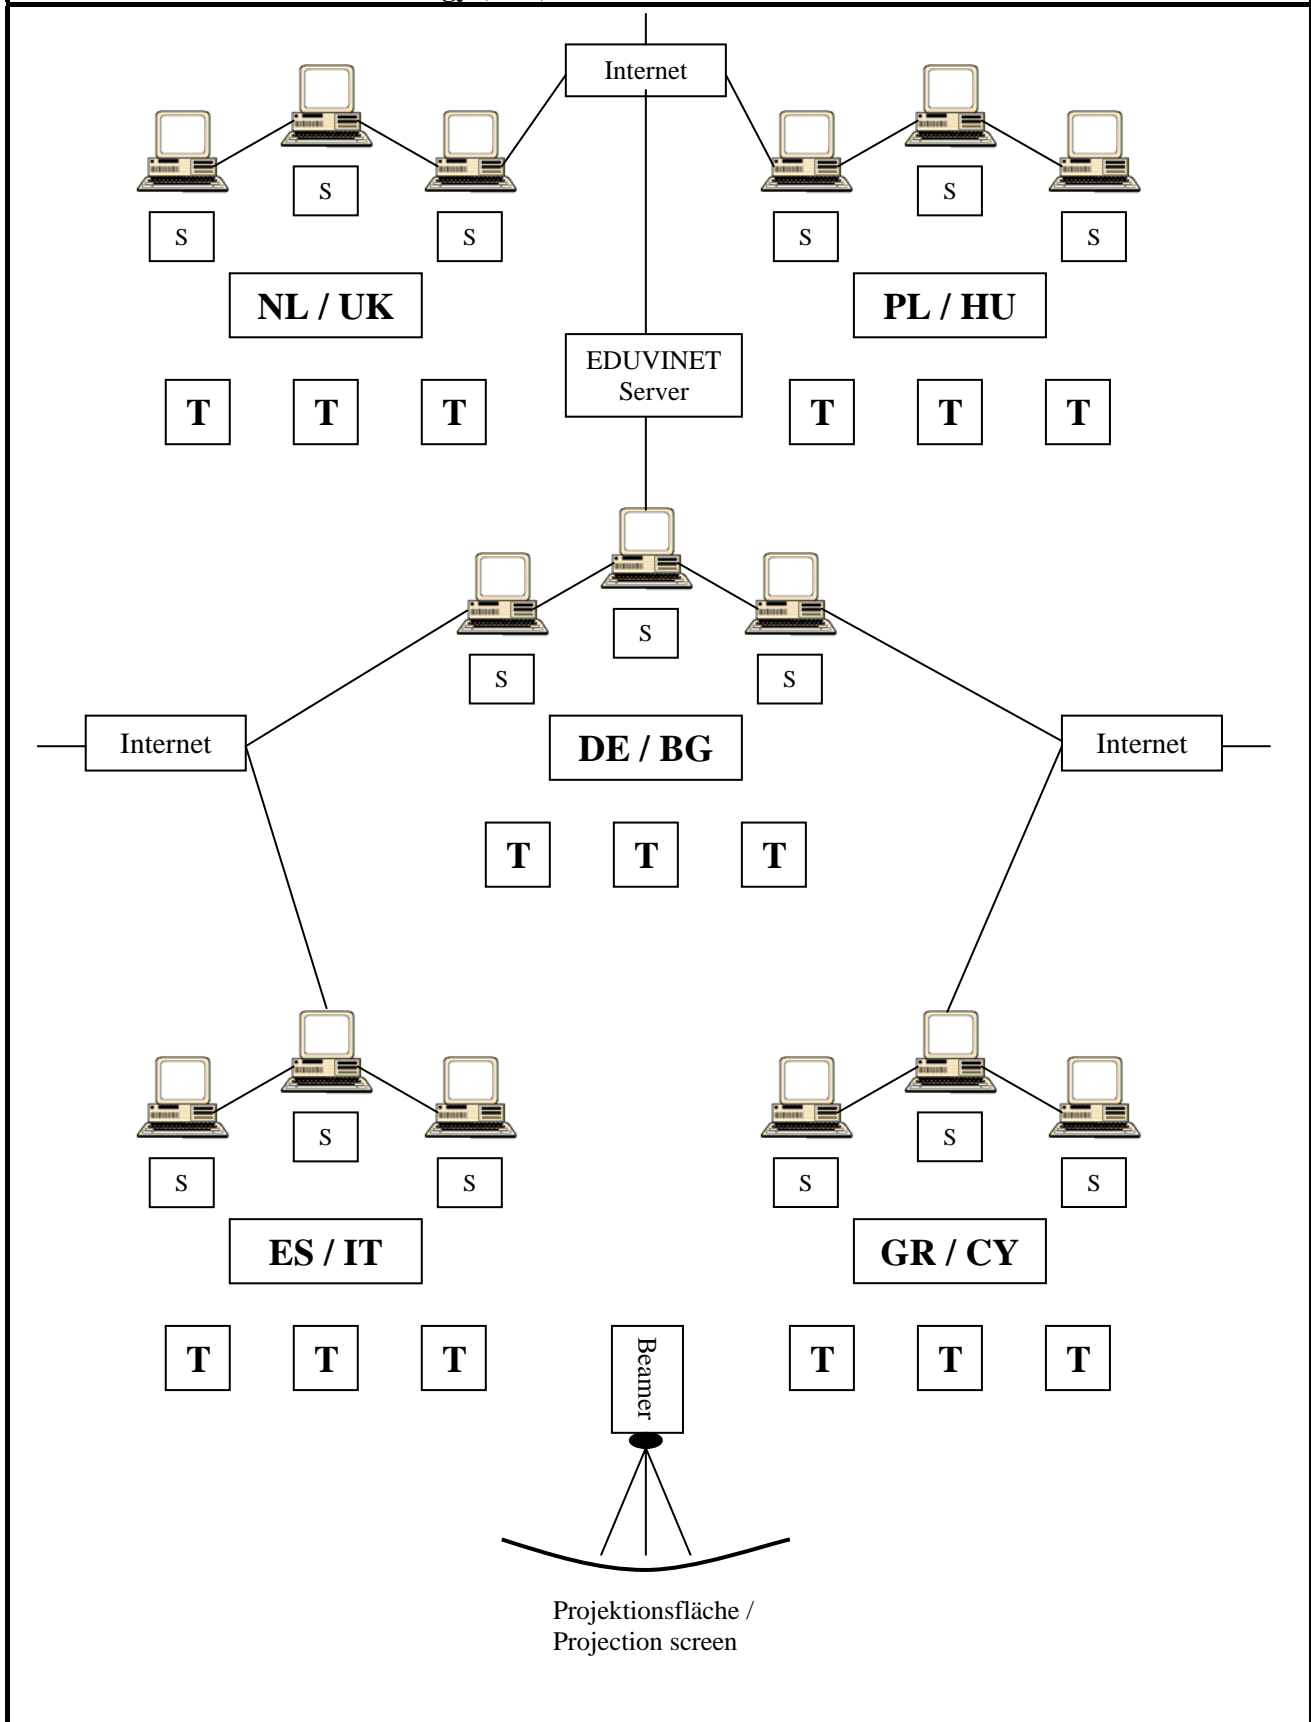 Internet
S
S
S
S
S
S
NL / UK
PL / HU
EDUVINET
Server
T
T
T
T
T
T
S
S
S
Internet
DE / BG
Internet
T
T
T
S
S
S
S
S
S
ES / IT
GR / CY
T
T
T
Beamer
T
T
T
Projektionsfläche /
Projection screen